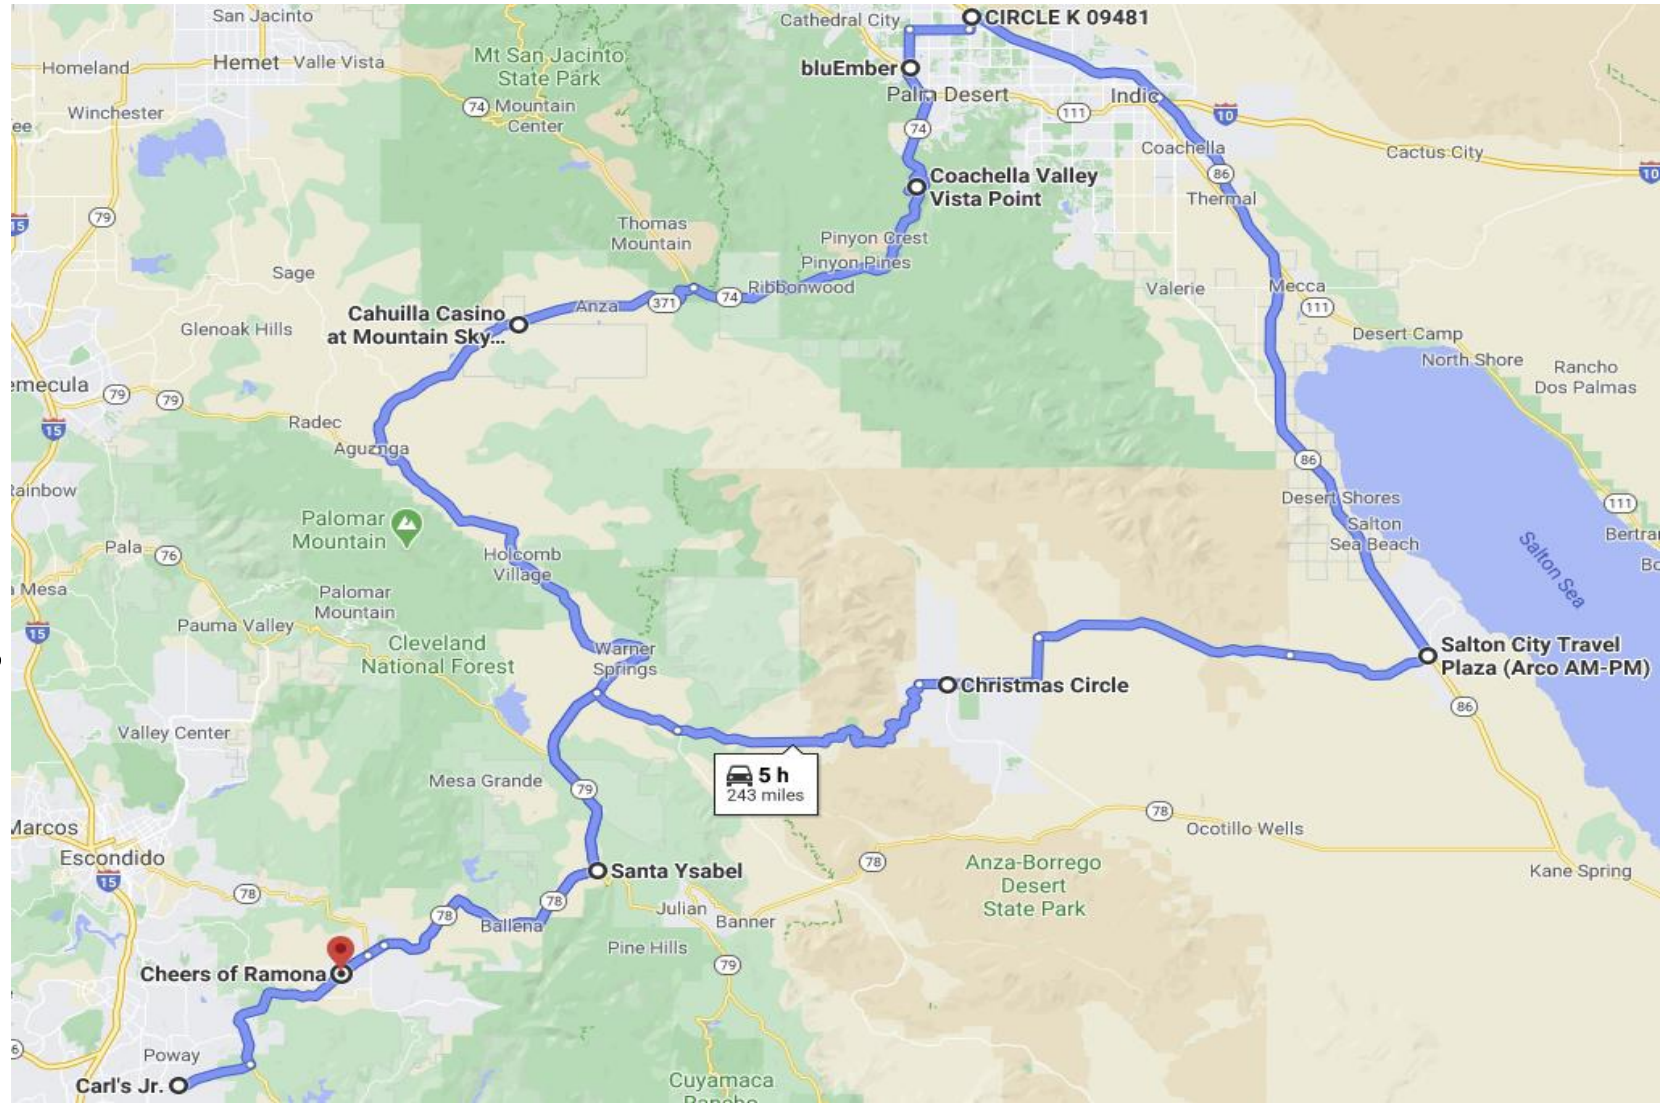 San Jacinto
Cathedral City
CIRCLE K 09481
Mt San Jacinto
State Park
Homeland
Hemet
Valle Vista
bluEmber
Palm Desert
Indio
74
Mountain
Center
Winchester
ee
111
10
74
Coachella
Cactus City
86
10
Coachella Valley
Vista Point
Thermal
79
15
Thomas
Mountain
Pinyon Crest
Pinyon Pines
Sage
Ribbonwood
Valerie
Mecca
371
74
Anza
111
Cahuilla Casino
at Mountain Sky...
Glenoak Hills
Desert Camp
North Shore
Rancho
Dos Palmas
emecula
79
79
15
Radec
Aguanga
86
Rainbow
Desert Shores
111
Palomar
Mountain
Salton
Sea Beach
Bertra
Pala
76
Holcomb
Village
Salton Sea
Bo
a Mesa
Palomar
Mountain
Pauma Valley
15
Cleveland
National Forest
Warner
Springs
Salton City Travel
Plaza (Arco AM-PM)
Christmas Circle
86
Valley Center
5 h
243 miles
Mesa Grande
79
78
Ocotillo Wells
Marcos
Escondido
15
78
Santa Ysabel
78
Anza-Borrego
Desert
State Park
Kane Spring
78
78
Ballena
Julian
Banner
Pine Hills
79
Cheers of Ramona
6
Poway
Carl's Jr.
Cuyamaca
Rancho